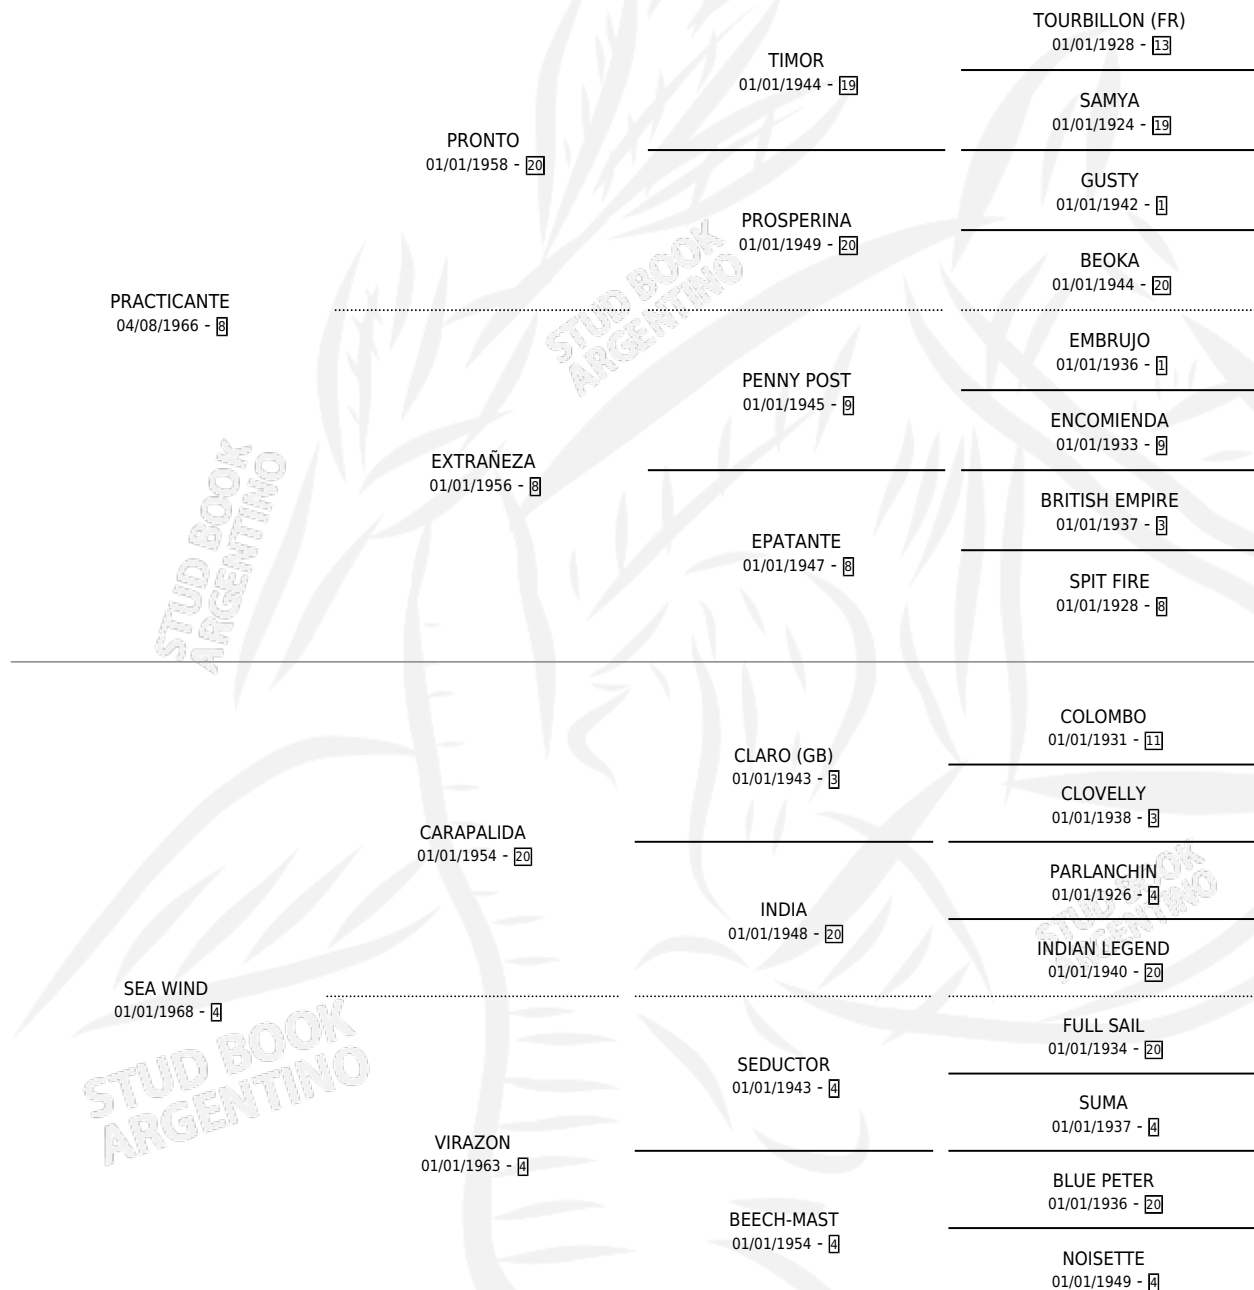 TOURBILLON (FR)
01/01/1928 - 13
TIMOR
01/01/1944 - 19
SAMYA
01/01/1924 - 19
PRONTO
01/01/1958 - 20
GUSTY
01/01/1942 - 1
PROSPERINA
01/01/1949 - 20
BEOKA
01/01/1944 - 20
PRACTICANTE
04/08/1966 - 8
EMBRUJO
01/01/1936 - 1
PENNY POST
01/01/1945 - 9
ENCOMIENDA
01/01/1933 - 9
EXTRAÑEZA
01/01/1956 - 8
BRITISH EMPIRE
01/01/1937 - 3
EPATANTE
01/01/1947 - 8
SPIT FIRE
01/01/1928 - 8
STUD BOOK
ARGENTINO
STUD BOOK
ARGENTINO
COLOMBO
01/01/1931 - 11
CLARO (GB)
01/01/1943 - 3
CLOVELLY
01/01/1938 - 3
CARAPALIDA
01/01/1954 - 20
PARLANCHIN
01/01/1926 - 4
INDIA
01/01/1948 - 20
INDIAN LEGEND
01/01/1940 - 20
SEA WIND
01/01/1968 - 4
FULL SAIL
01/01/1934 - 20
SEDUCTOR
01/01/1943 - 4
SUMA
01/01/1937 - 4
VIRAZON
01/01/1963 - 4
BLUE PETER
01/01/1936 - 20
BEECH-MAST
01/01/1954 - 4
NOISETTE
01/01/1949 - 4
STUD BOOK
ARGENTINO
STUD BOOK
ARGENTINO